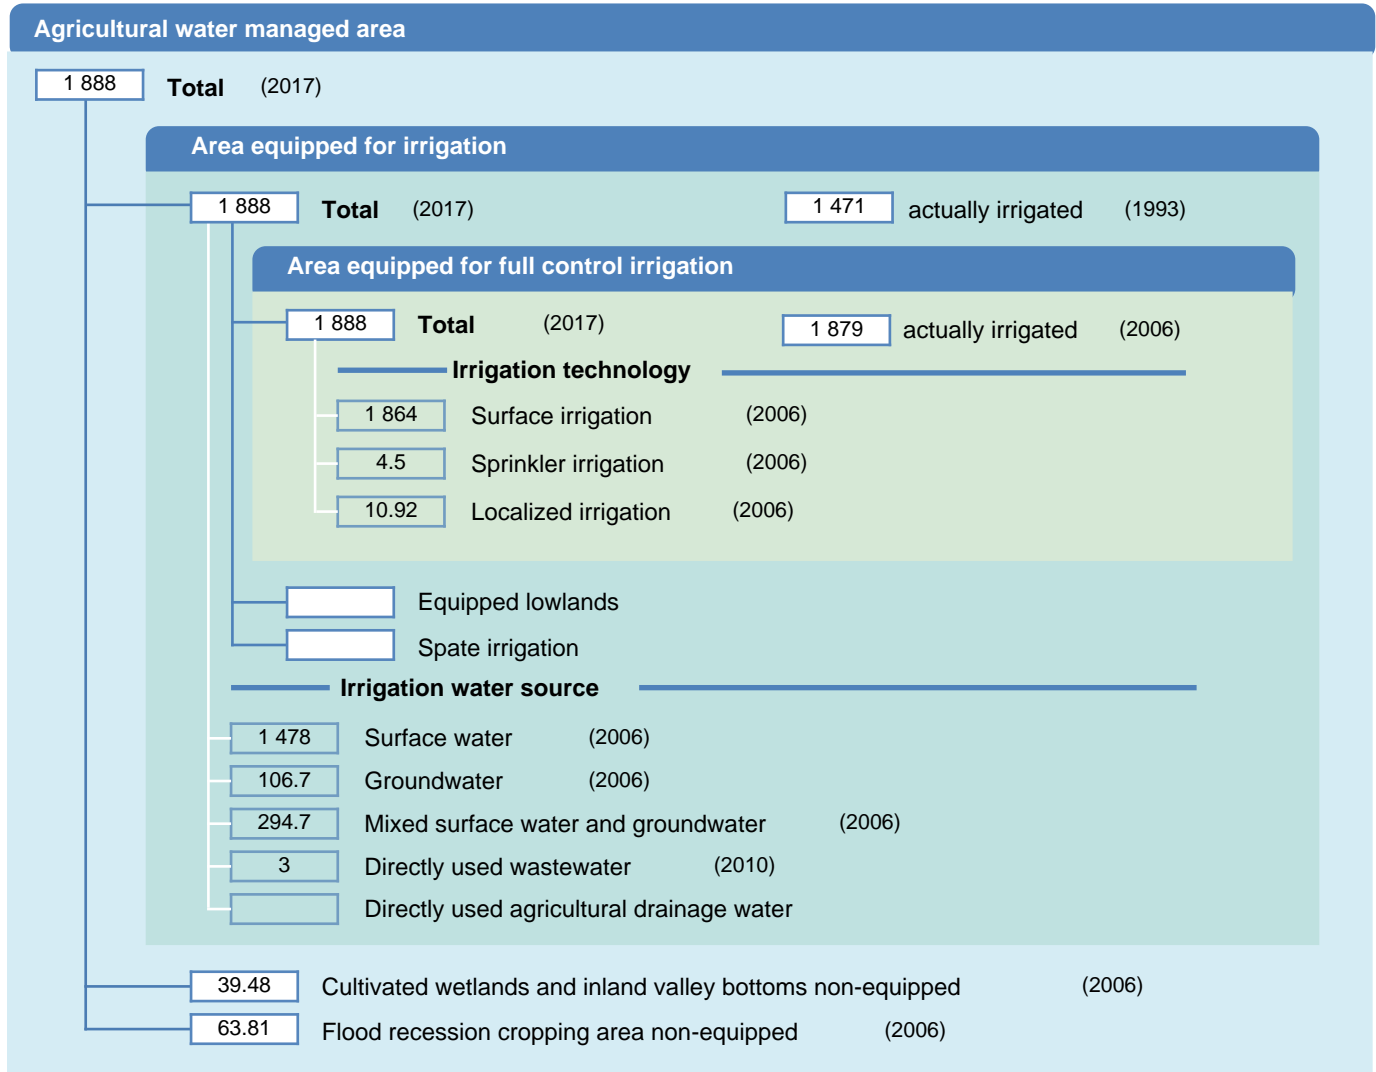 Agricultural water managed area
1 888 Total (2017)
Area equipped for irrigation
1 888 Total (2017) 1 471 actually irrigated (1993)
Area equipped for full control irrigation
1 888 Total (2017) 1 879 actually irrigated (2006)
Irrigation technology
1 864 Surface irrigation (2006)
4.5 Sprinkler irrigation (2006)
10.92 Localized irrigation (2006)
Equipped lowlands
Spate irrigation
Irrigation water source
1 478 Surface water (2006)
106.7 Groundwater (2006)
294.7 Mixed surface water and groundwater (2006)
3 Directly used wastewater (2010)
Directly used agricultural drainage water
39.48 Cultivated wetlands and inland valley bottoms non-equipped (2006)
63.81 Flood recession cropping area non-equipped (2006)